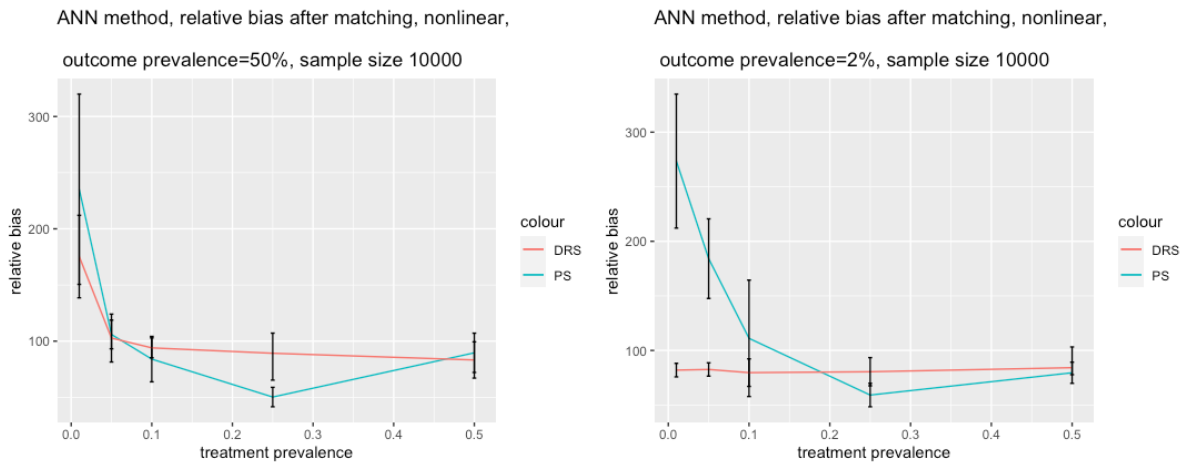 ANN method, relative bias after matching, nonlinear,
outcome prevalence=50%, sample size 10000
300
200
100
relative bias
0.0 0.1 0.2 0.3 0.4 0.5
treatment prevalence
colour
DRS
PS
ANN method, relative bias after matching, nonlinear,
outcome prevalence=2%, sample size 10000
300
200
100
relative bias
0.0 0.1 0.2 0.3 0.4 0.5
treatment prevalence
colour
DRS
PS